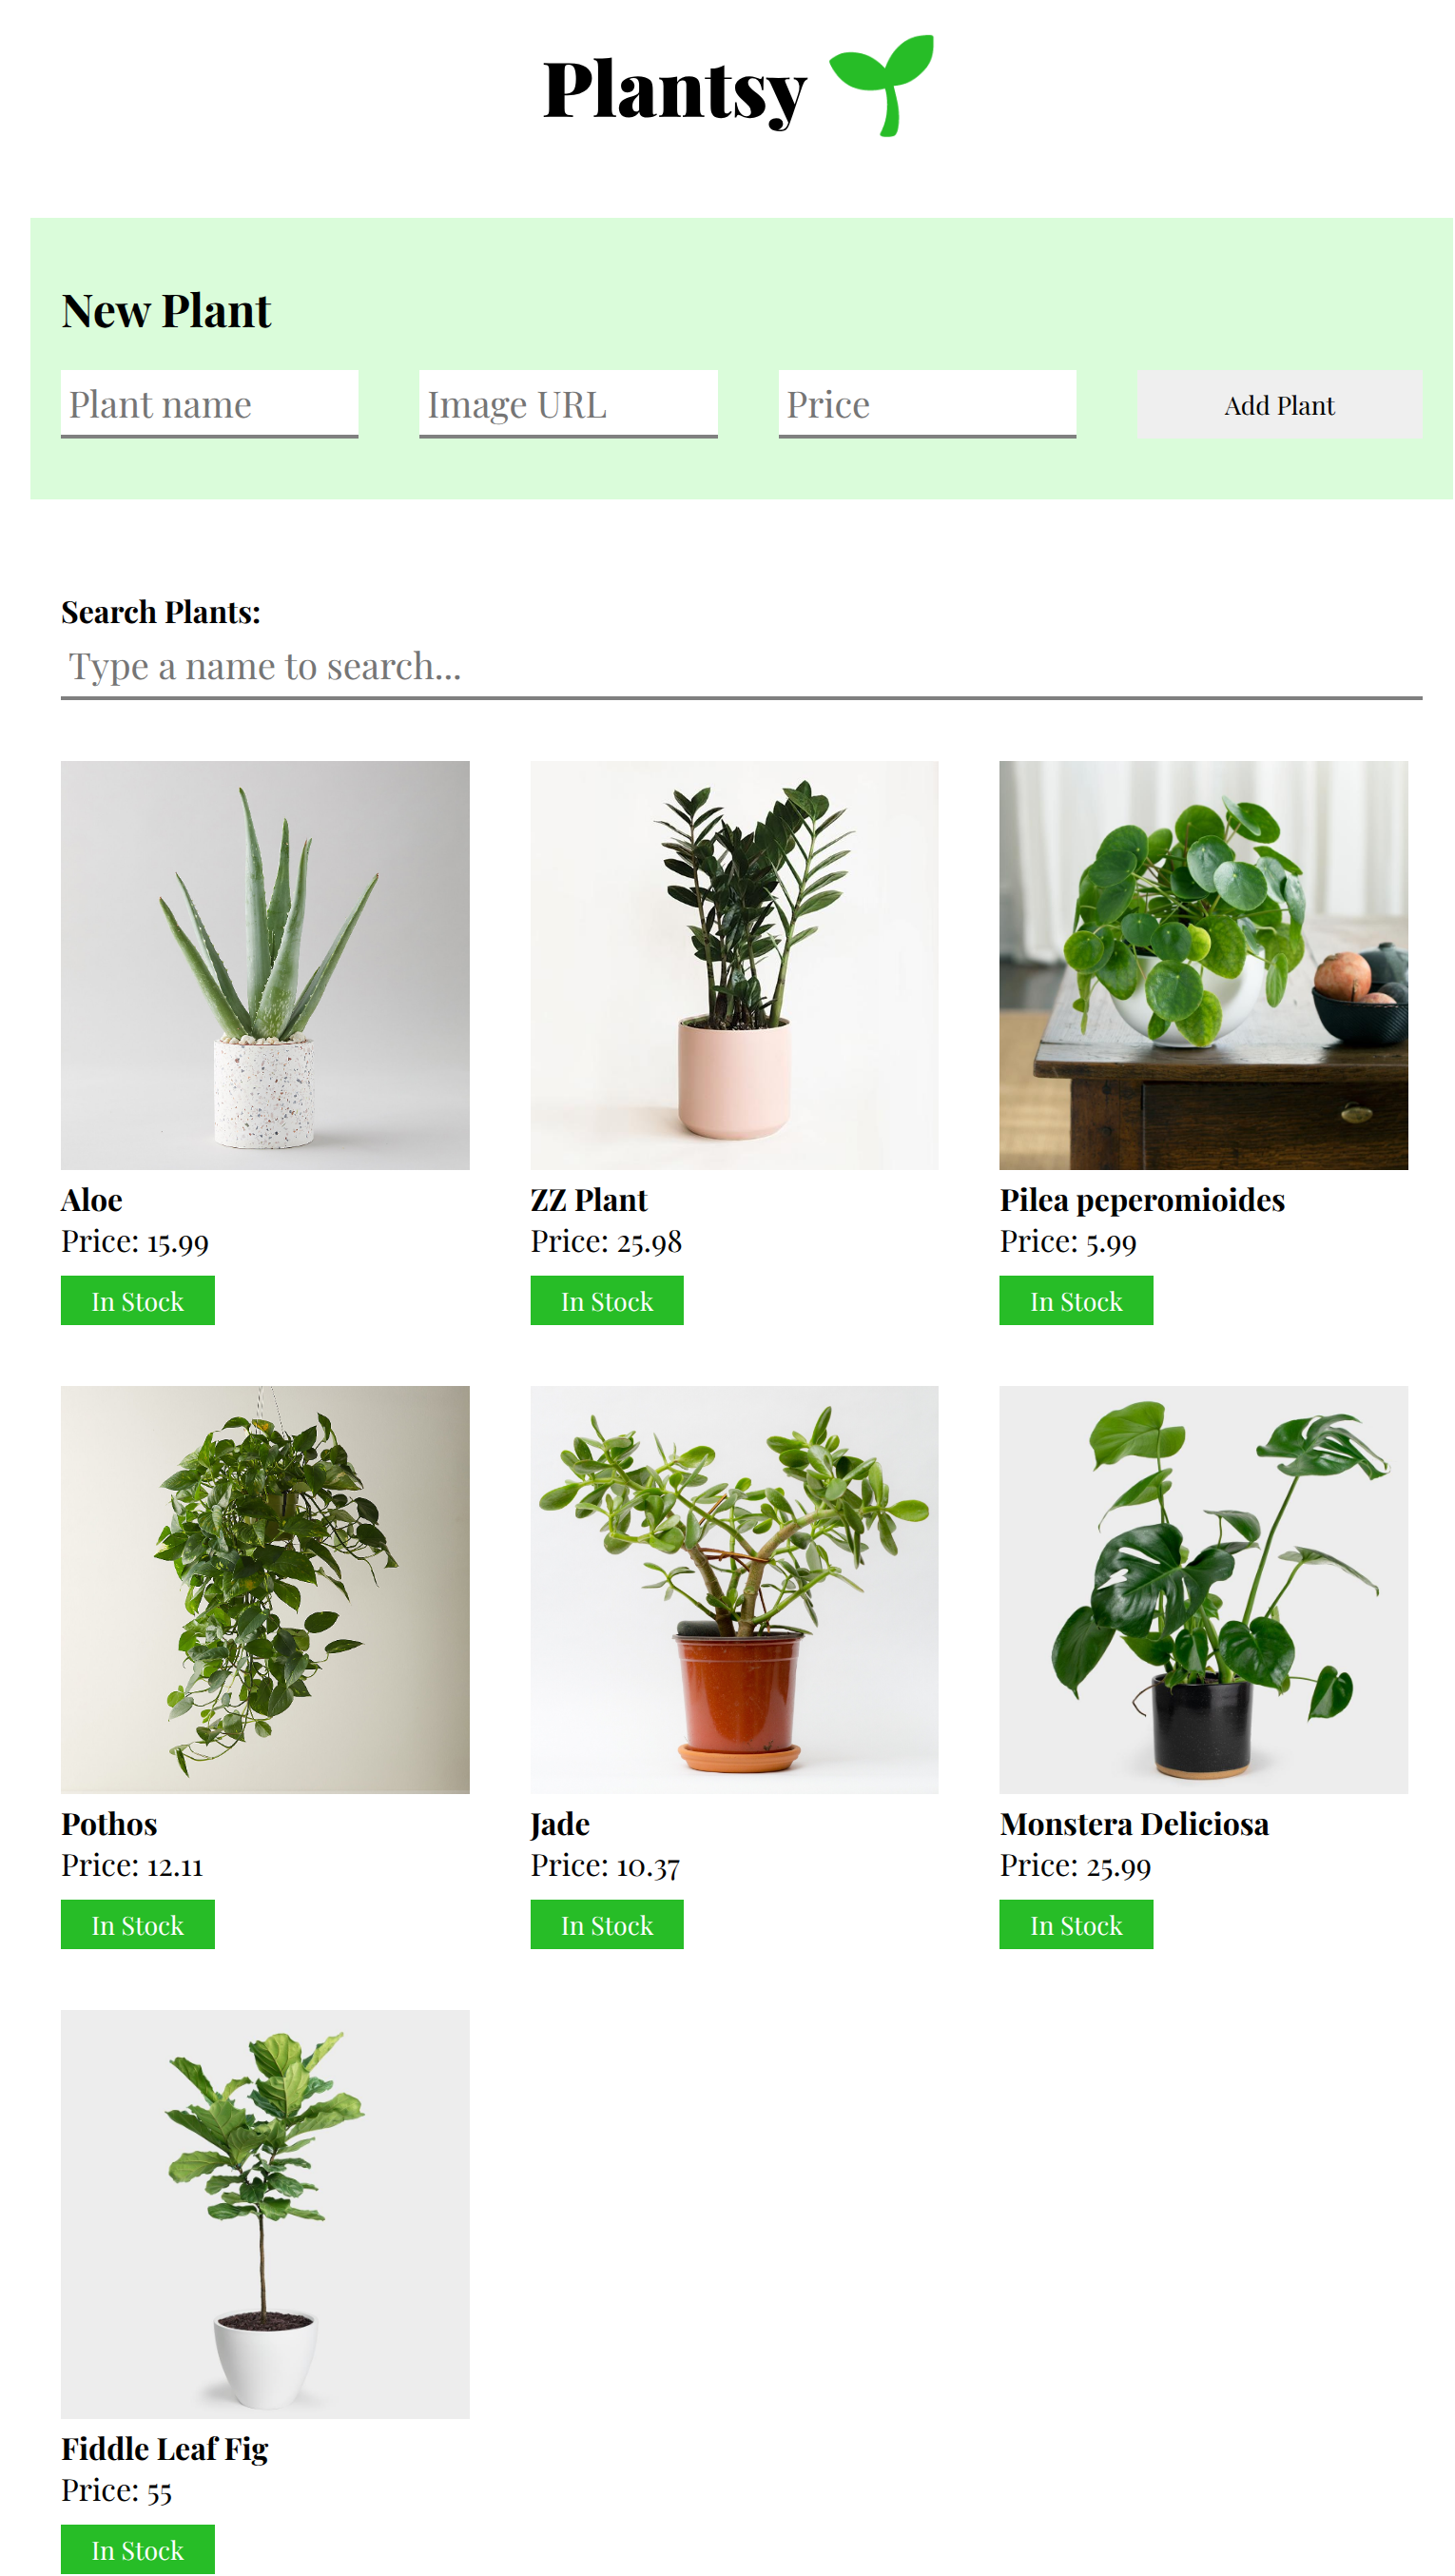 Plantsy
New Plant
Plant name
Image URL
Price
Add Plant
Search Plants:
Type a name to search...
Aloe
Price: 15.99
In Stock
ZZ Plant
Price: 25.98
In Stock
Pilea peperomioides
Price: 5.99
In Stock
Pothos
Price: 12.11
In Stock
Jade
Price: 10.37
In Stock
Monstera Deliciosa
Price: 25.99
In Stock
Fiddle Leaf Fig
Price: 55
In Stock